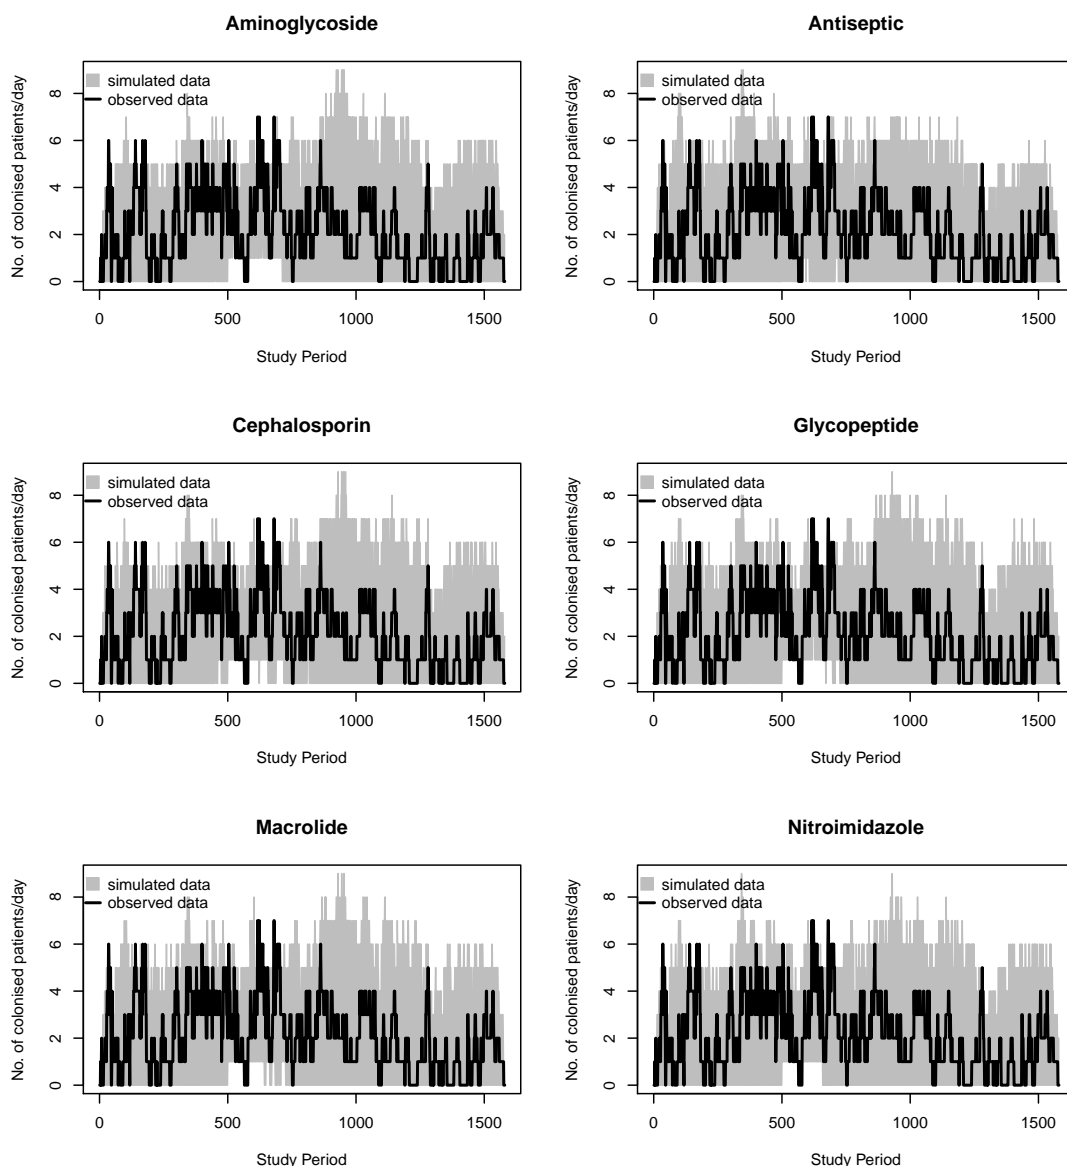 Aminoglycoside
simulated data
observed data
No. of colonised patients/day
0 2 4 6 8
0 500 1000 1500
Study Period
Antiseptic
simulated data
observed data
No. of colonised patients/day
0 2 4 6 8
0 500 1000 1500
Study Period
Cephalosporin
simulated data
observed data
No. of colonised patients/day
0 2 4 6 8
0 500 1000 1500
Study Period
Glycopeptide
simulated data
observed data
No. of colonised patients/day
0 2 4 6 8
0 500 1000 1500
Study Period
Macrolide
simulated data
observed data
No. of colonised patients/day
0 2 4 6 8
0 500 1000 1500
Study Period
Nitroimidazole
simulated data
observed data
No. of colonised patients/day
0 2 4 6 8
0 500 1000 1500
Study Period